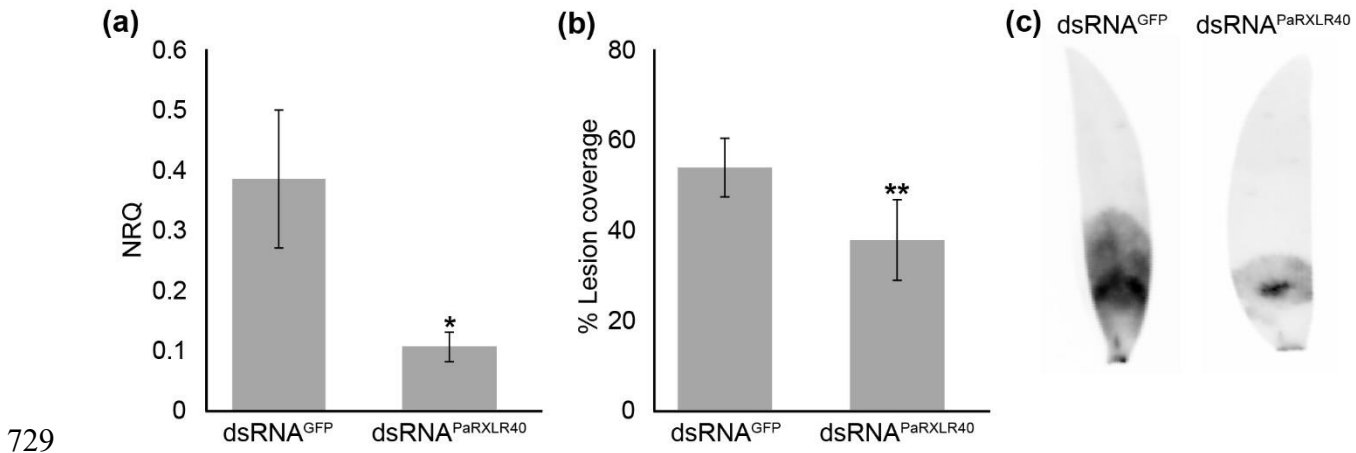 (a)
0.6
0.5
0.4
0.3
0.2
0.1
0
NRQ
*
dsRNA^GFP dsRNA^PaRXLR40
(b)
80
60
40
20
0
% Lesion coverage
**
dsRNA^GFP dsRNA^PaRXLR40
(c)
dsRNA^GFP dsRNA^PaRXLR40
729